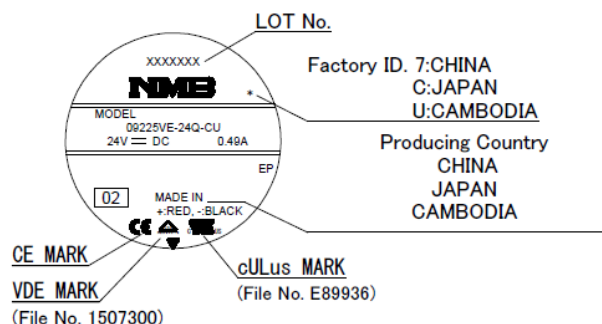 LOT No.
XXXXXXX
NMB
*
Factory ID. 7:CHINA
C:JAPAN
U:CAMBODIA
MODEL
09225VE-24Q-CU
24V DC 0.49A
Producing Country
CHINA
JAPAN
CAMBODIA
EP
02
MADE IN
+:RED, -:BLACK
CE
CE MARK
VDE MARK
(File No. 1507300)
cULus MARK
(File No. E89936)